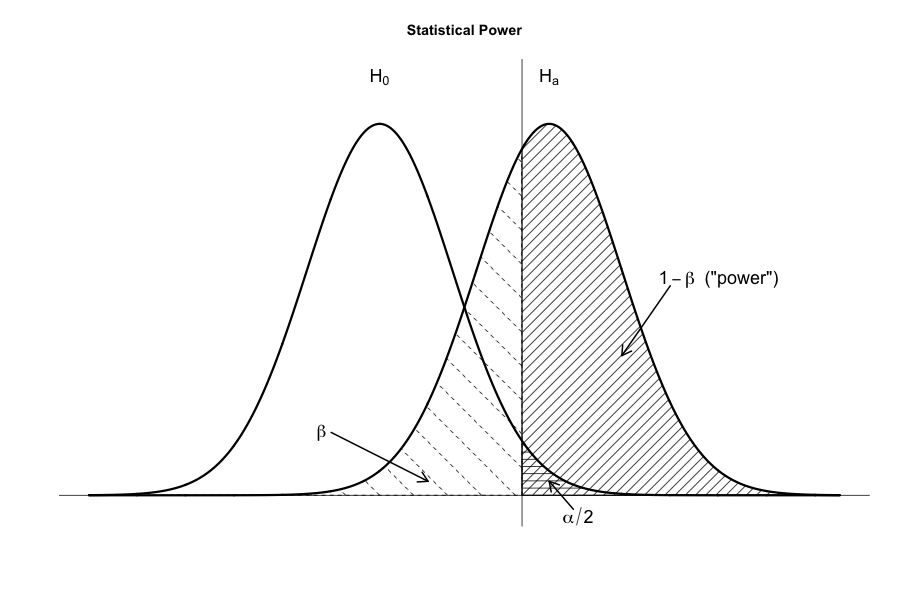 Statistical Power
H₀
Hₐ
1 – β ("power")
β
α/2